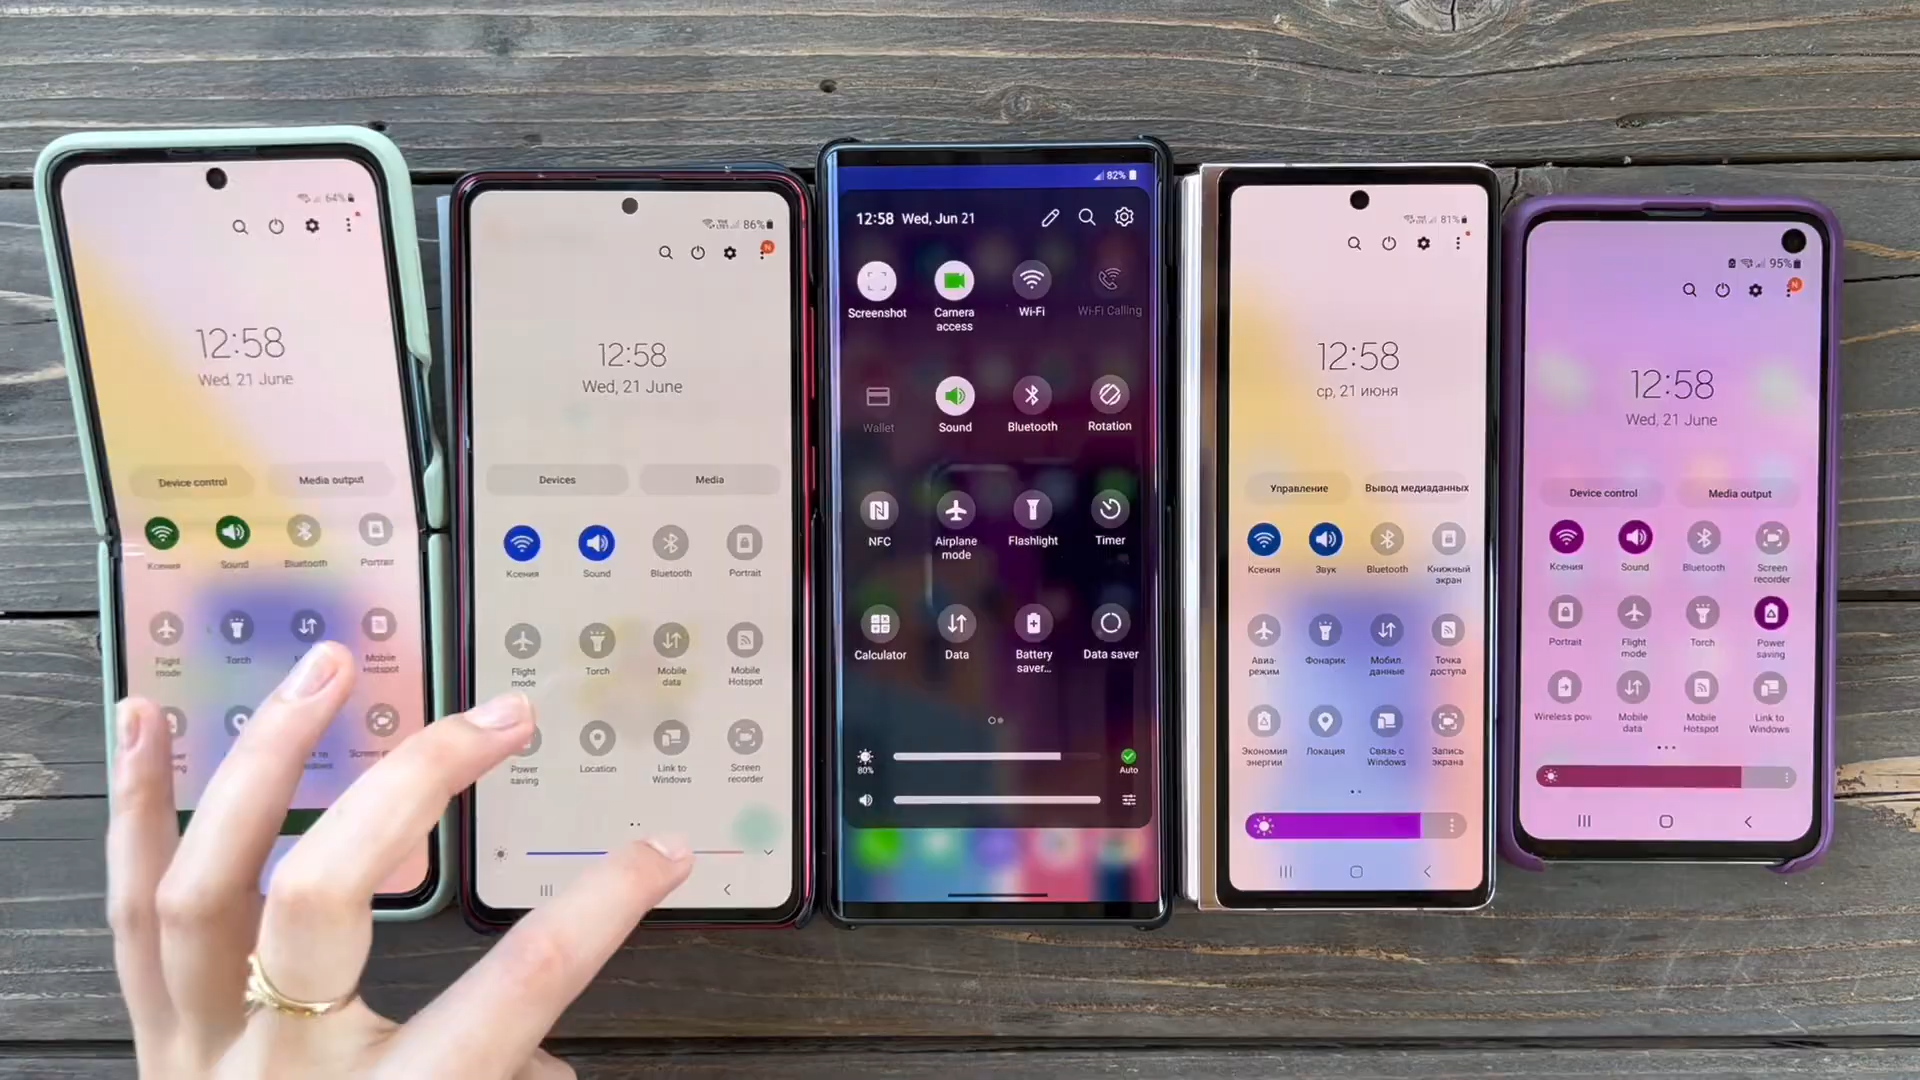 64%
12:58
Wed, 21 June
Device control
Media output
Ксения
Sound
Bluetooth
Portrait
Flight
mode
Torch
Mobile
Hotspot
86%
N
12:58
Wed, 21 June
Devices
Media
Ксения
Sound
Bluetooth
Portrait
Flight
mode
Torch
Mobile
data
Mobile
Hotspot
Power
saving
Location
Link to
Windows
Screen
recorder
82%
12:58 Wed, Jun 21
Screenshot
Camera
access
Wi-Fi
Wi-Fi Calling
Wallet
Sound
Bluetooth
Rotation
NFC
Airplane
mode
Flashlight
Timer
Calculator
Data
Battery
saver...
Data saver
80%
Auto
81%
12:58
ср, 21 июня
Управление
Вывод медиаданных
Ксения
Звук
Bluetooth
Книжный
экран
Авиа-
режим
Фонарик
Мобил.
данные
Точка
доступа
Экономия
энергии
Локация
Связь с
Windows
Запись
экрана
95%
N
12:58
Wed, 21 June
Device control
Media output
Ксения
Sound
Bluetooth
Screen
recorder
Portrait
Flight
mode
Torch
Power
saving
Wireless pow
Mobile
data
Mobile
Hotspot
Link to
Windows